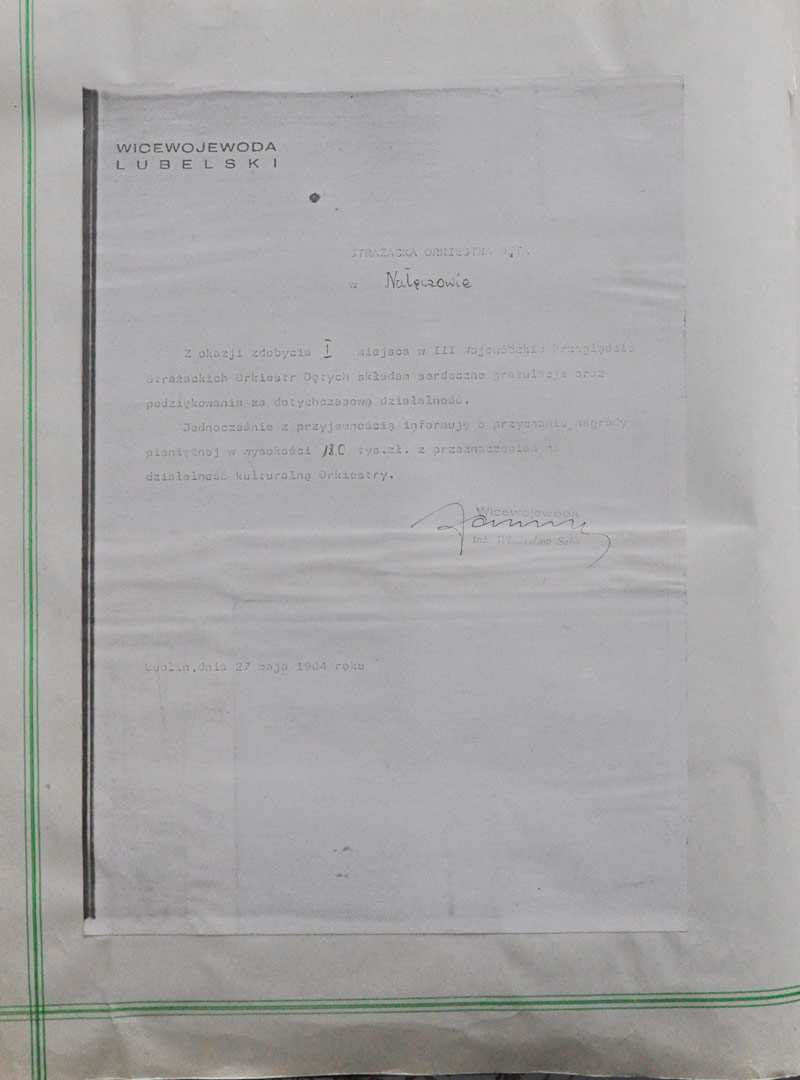 WICEWOJEWODA
LUBELSKI
STRAŻACKA ORKIESTRA DĘTA
w Nałęczowie
Z okazji zdobycia I miejsca w III Wojewódzkim Przeglądzie
Strażackich Orkiestr Dętych składam serdeczne gratulacje oraz
podziękowania za dotychczasową działalność.
Jednocześnie z przyjemnością informuję o przyznaniu nagrody
pieniężnej w wysokości 180 tys.zł. z przeznaczeniem na
działalność kulturalną Orkiestry.
Wicewojewoda
inż.
Lublin,dnia 27 maja 1984 roku